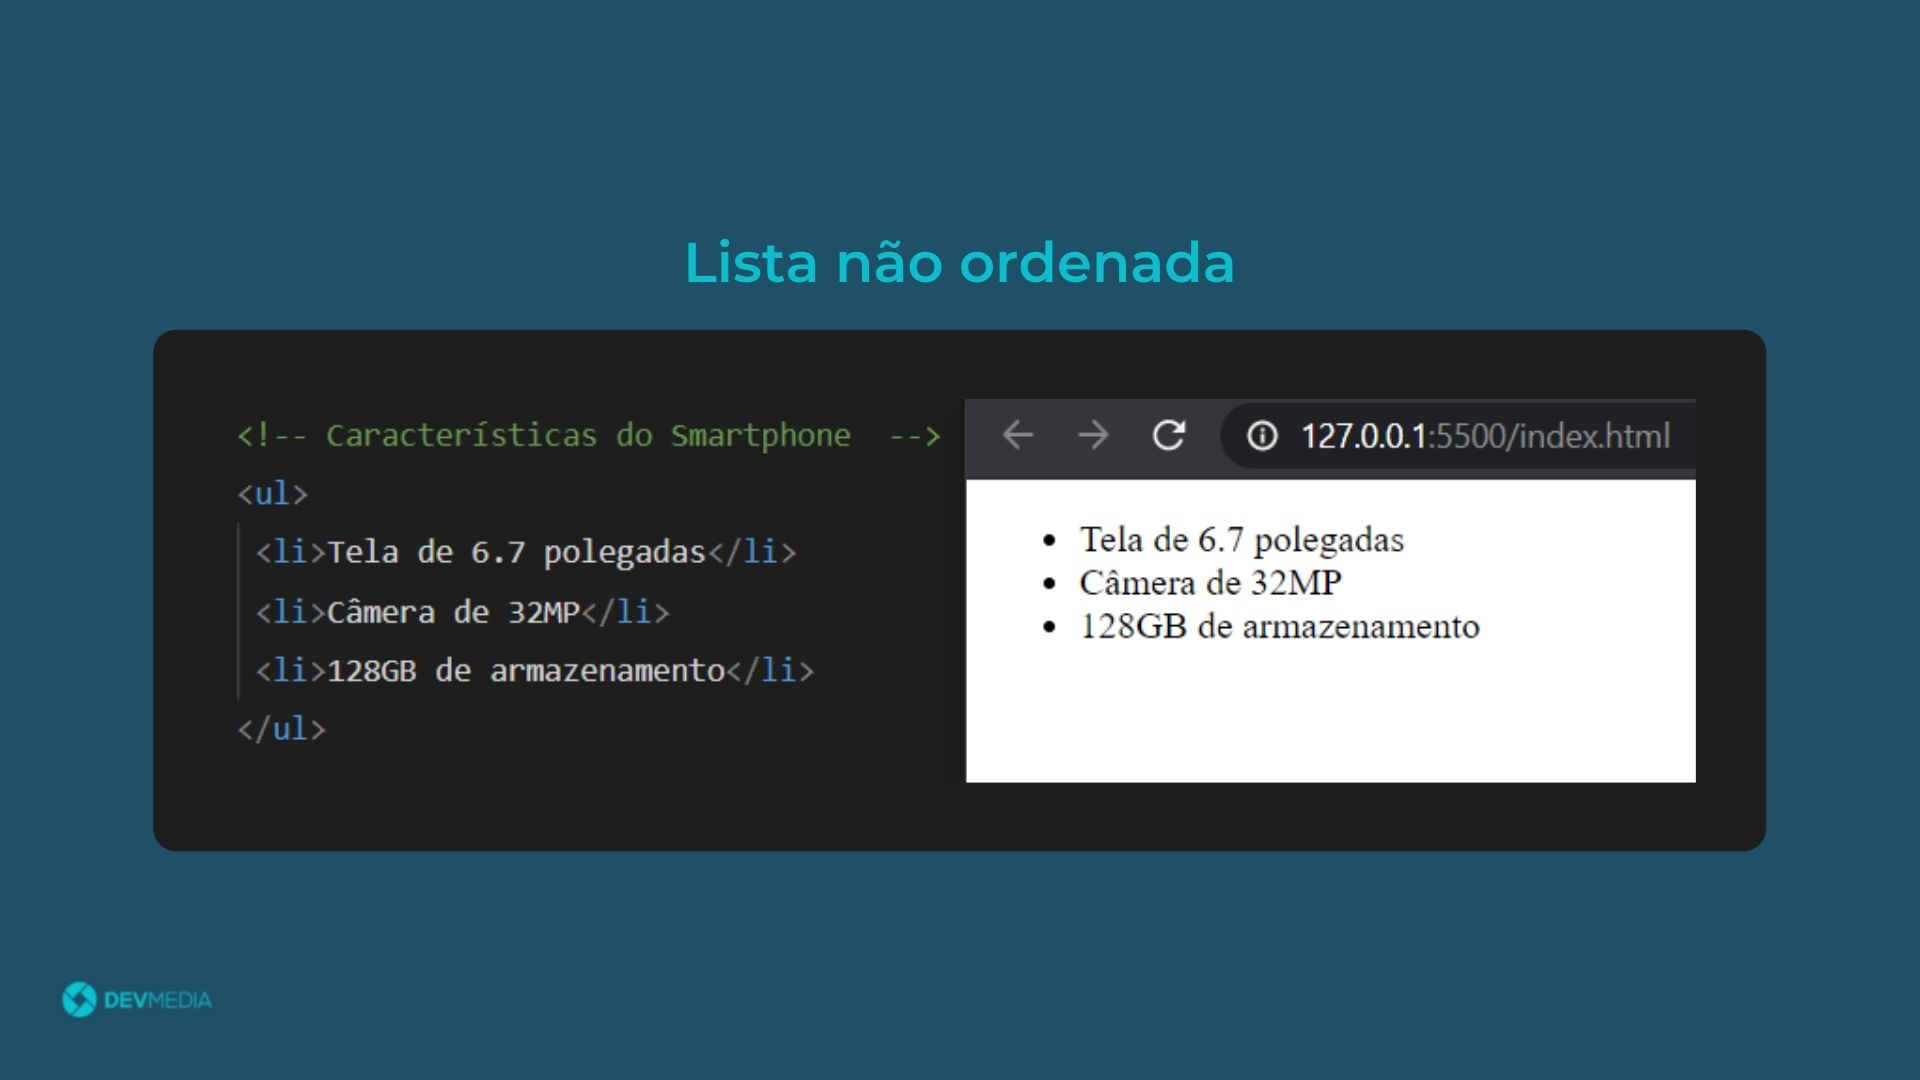 Lista não ordenada
<!-- Características do Smartphone  -->
<ul>
<li>Tela de 6.7 polegadas</li>
<li>Câmera de 32MP</li>
<li>128GB de armazenamento</li>
</ul>
127.0.0.1:5500/index.html
• Tela de 6.7 polegadas
• Câmera de 32MP
• 128GB de armazenamento
DEVMEDIA